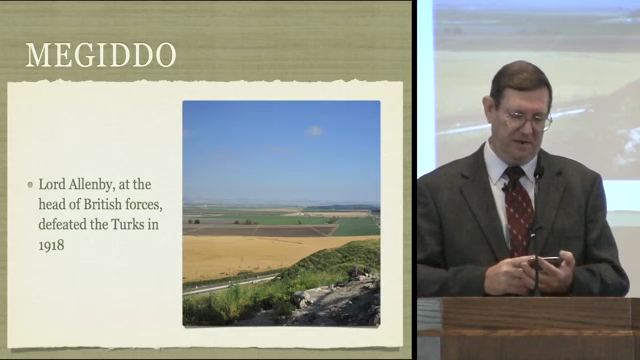 MEGIDDO
Lord Allenby, at the
head of British forces,
defeated the Turks in
1918